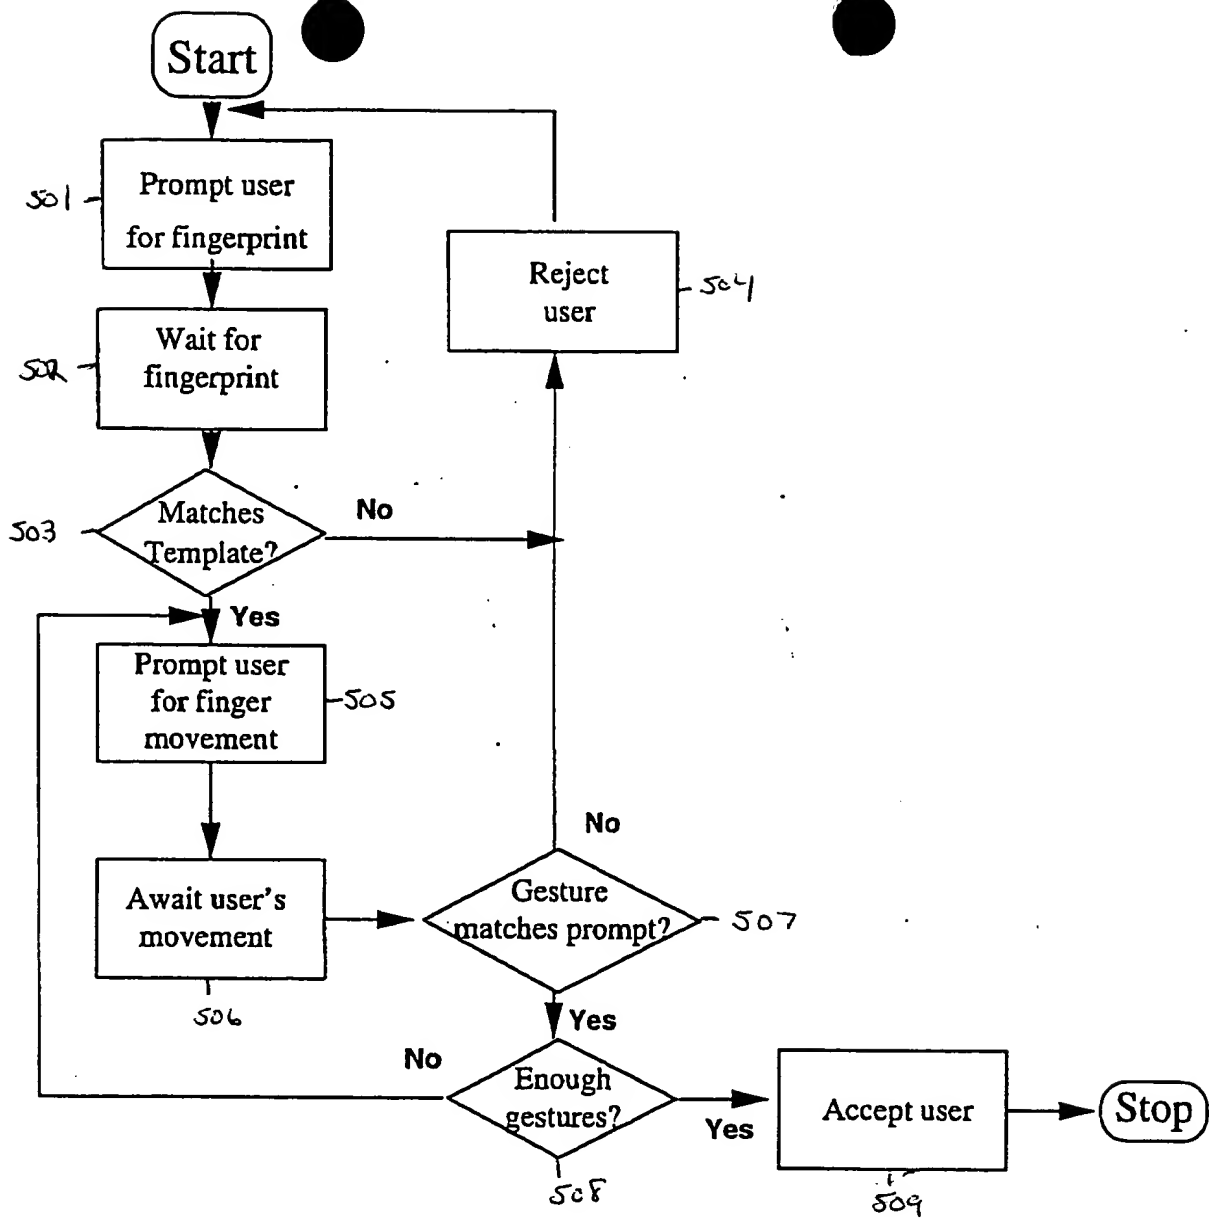 Start
501
Prompt user
for fingerprint
Reject
user
504
502
Wait for
fingerprint
503
Matches
Template?
No
Yes
Prompt user
for finger
movement
505
No
Await user's
movement
506
Gesture
matches prompt?
507
Yes
No
Enough
gestures?
508
Yes
Accept user
509
Stop